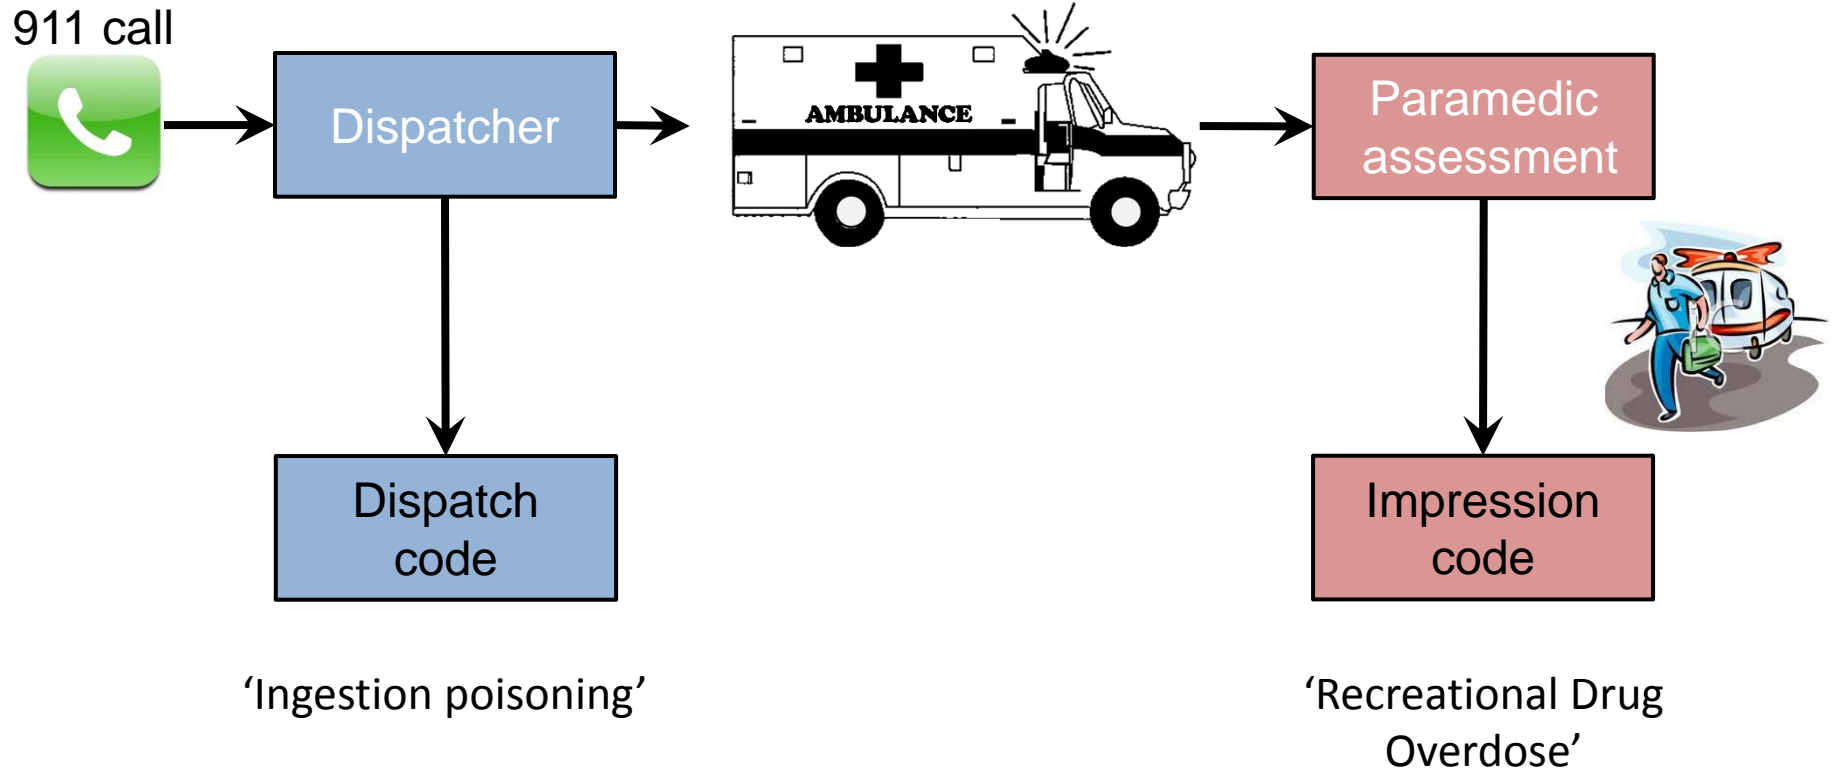 911 call
Dispatcher
AMBULANCE
Paramedic
assessment
Dispatch
code
Impression
code
‘Ingestion poisoning’
‘Recreational Drug
Overdose’